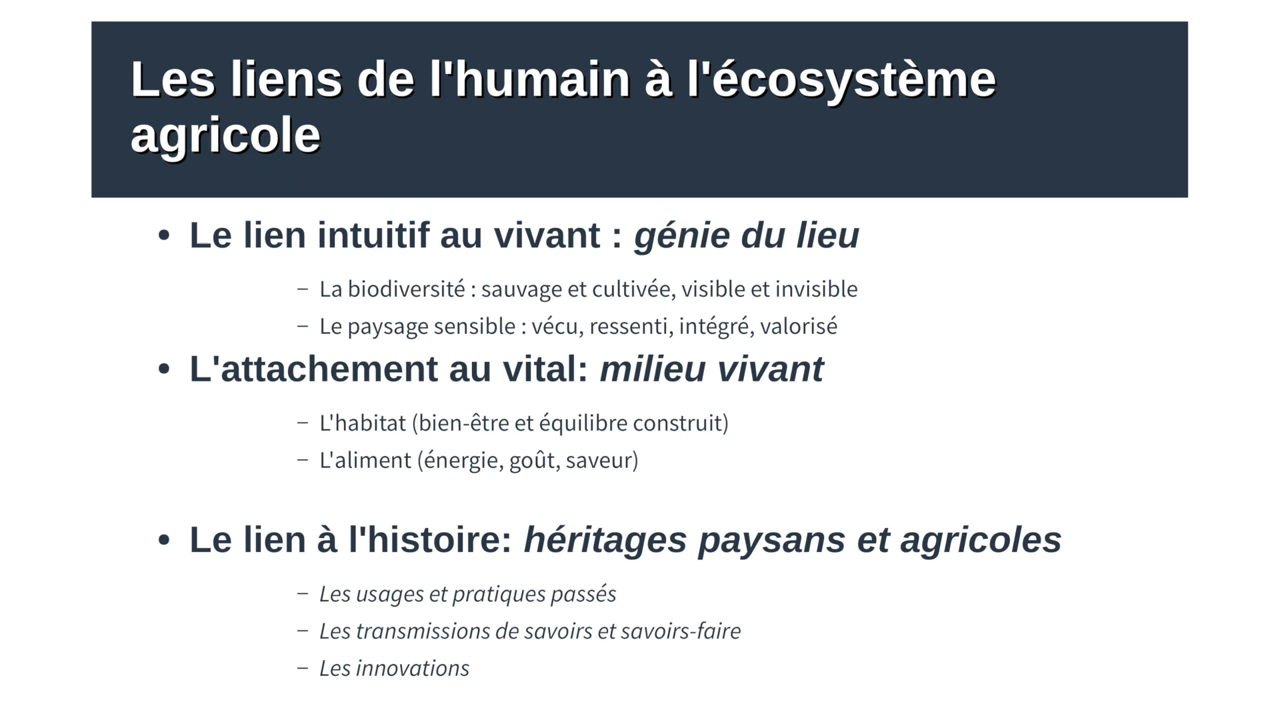 Les liens de l'humain à l'écosystème
agricole
• Le lien intuitif au vivant : génie du lieu
– La biodiversité : sauvage et cultivée, visible et invisible
– Le paysage sensible : vécu, ressenti, intégré, valorisé
• L'attachement au vital: milieu vivant
– L'habitat (bien-être et équilibre construit)
– L'aliment (énergie, goût, saveur)
• Le lien à l'histoire: héritages paysans et agricoles
– Les usages et pratiques passés
– Les transmissions de savoirs et savoirs-faire
– Les innovations